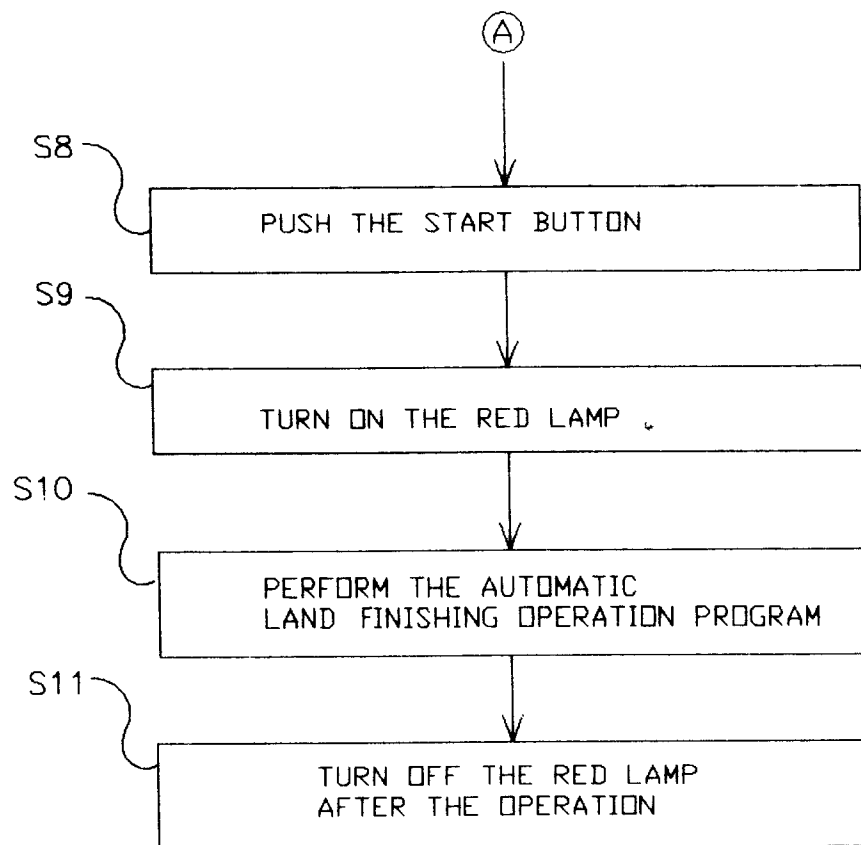 A
S8
PUSH THE START BUTTON
S9
TURN ON THE RED LAMP
S10
PERFORM THE AUTOMATIC
LAND FINISHING OPERATION PROGRAM
S11
TURN OFF THE RED LAMP
AFTER THE OPERATION